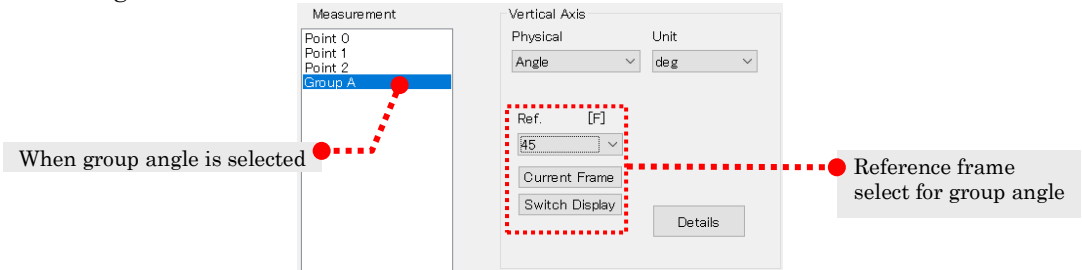 Measurement
Vertical Axis
Point 0
Point 1
Point 2
Group A
Physical
Unit
Angle
deg
Ref.
[F]
45
Current Frame
Switch Display
Details
When group angle is selected
Reference frame
select for group angle